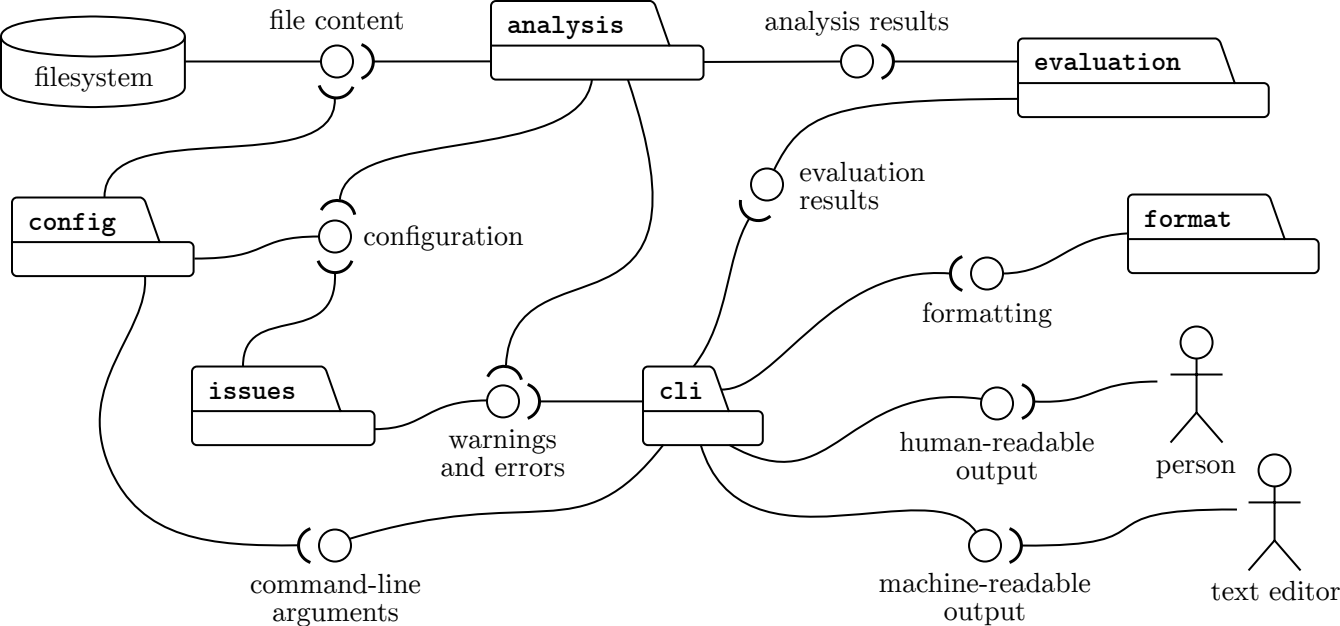 file content
analysis
analysis results
filesystem
evaluation
evaluation
results
config
configuration
format
formatting
issues
cli
warnings
and errors
human-readable
output
person
command-line
arguments
machine-readable
output
text editor